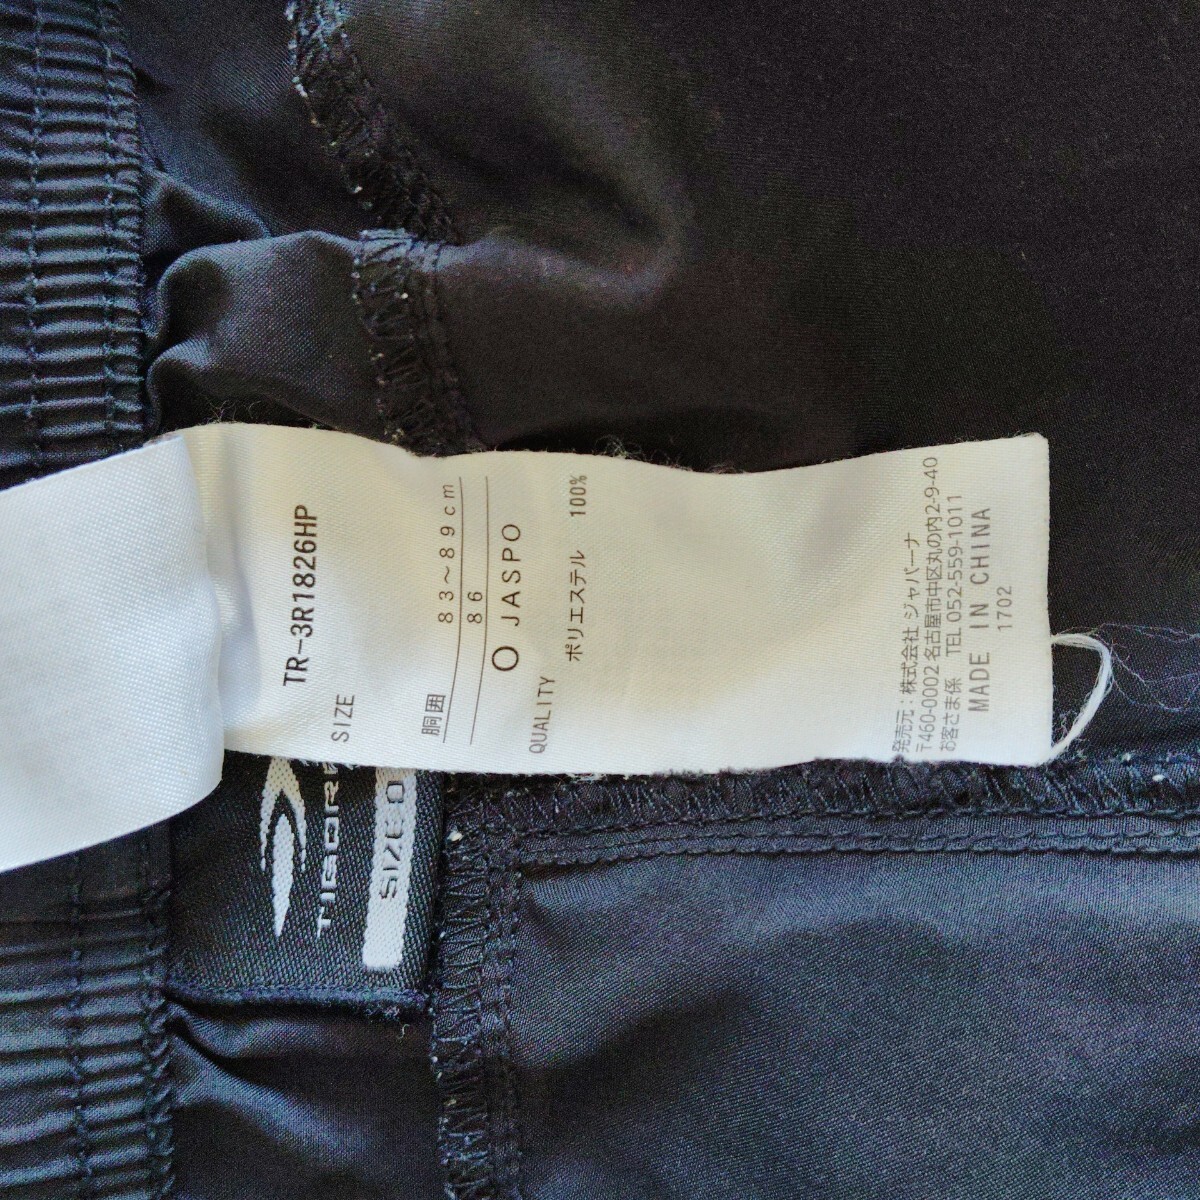 TR-3R1826HP
SIZE
胴囲 83～89cm
86
O JASPO
QUALITY
ポリエステル 100%
発売元：株式会社 ジャパーナ
〒460-0002 名古屋市中区丸の内2-9-40
お客さま係 TEL 052-559-1011
MADE IN CHINA
1702
TIGOR
SIZE O